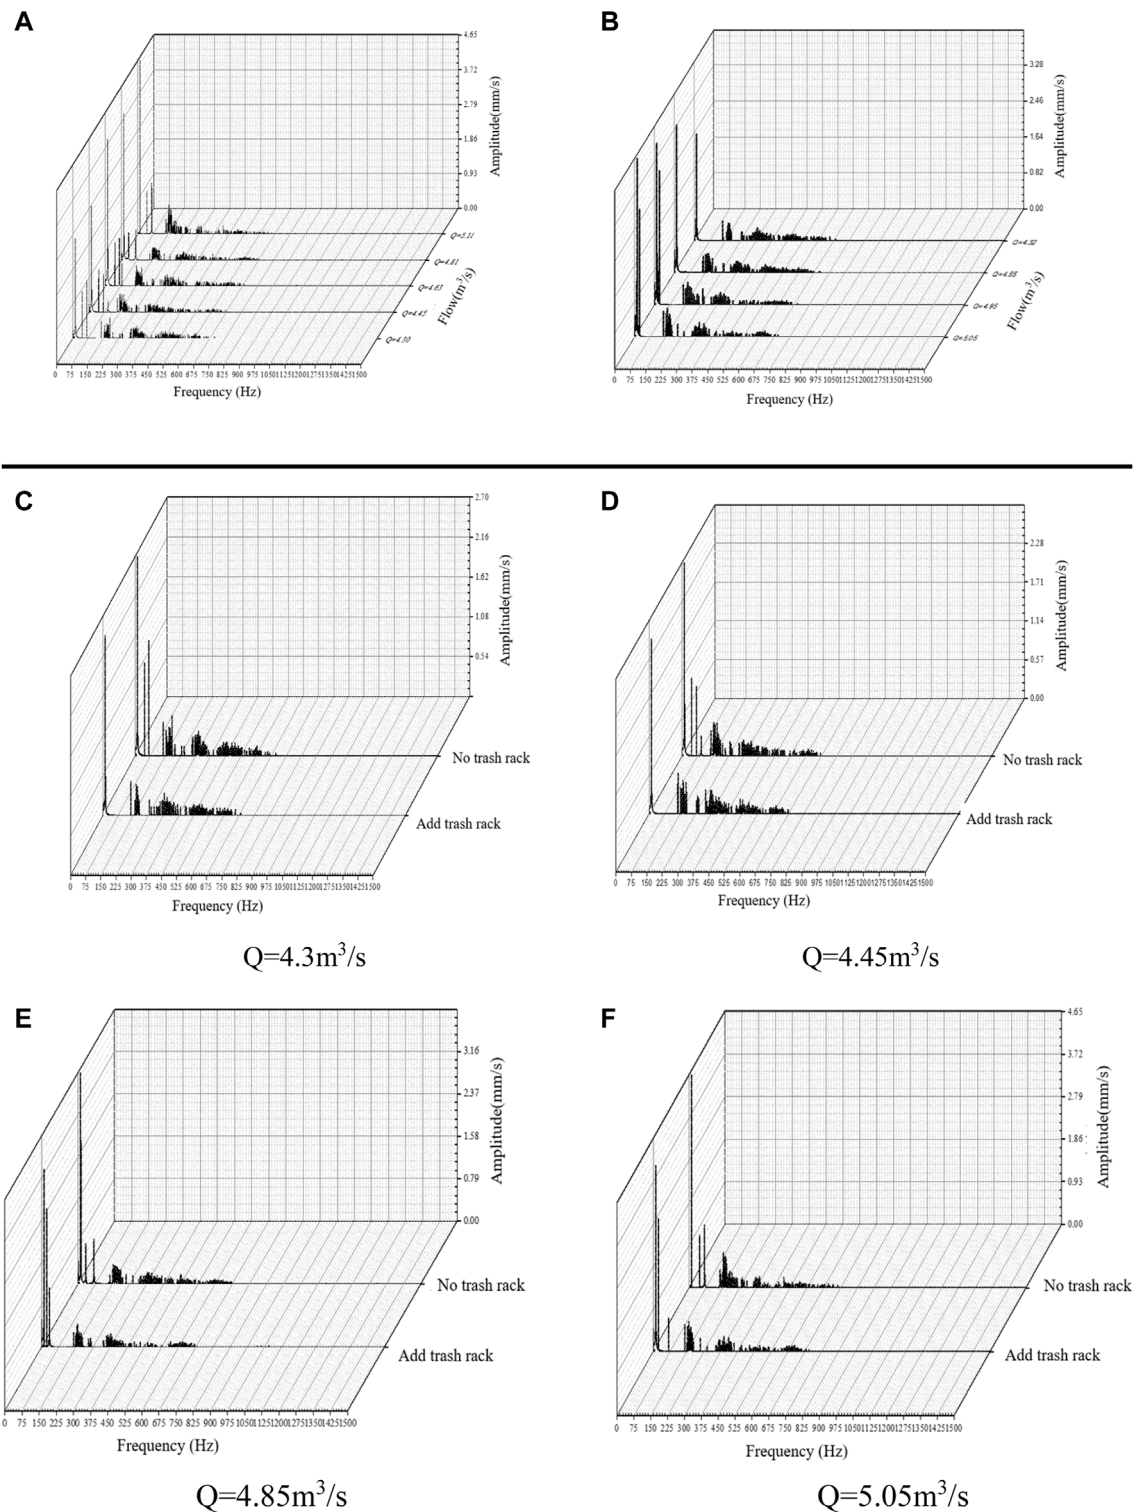 A
4.65
3.72
2.79
1.86
0.93
0.00
Amplitude(mm/s)
Q=5.11
Q=4.81
Q=4.63
Q=4.45
Q=4.30
Flow(m³/s)
0 75 150 225 300 375 450 525 600 675 750 825 900 975 1050 1125 1200 1275 1350 1425 1500
Frequency (Hz)
B
3.28
2.46
1.64
0.82
0.00
Amplitude(mm/s)
Q=4.32
Q=4.95
Q=5.05
Flow(m³/s)
0 75 150 225 300 375 450 525 600 675 750 825 900 975 1050 1125 1200 1275 1350 1425 1500
Frequency (Hz)
C
2.70
2.16
1.62
1.08
0.54
Amplitude(mm/s)
No trash rack
Add trash rack
0 75 150 225 300 375 450 525 600 675 750 825 900 975 1050 1125 1200 1275 1350 1425 1500
Frequency (Hz)
Q=4.3m³/s
D
2.28
1.71
1.14
0.57
0.00
Amplitude(mm/s)
No trash rack
Add trash rack
0 75 150 225 300 375 450 525 600 675 750 825 900 975 1050 1125 1200 1275 1350 1425 1500
Frequency (Hz)
Q=4.45m³/s
E
3.16
2.37
1.58
0.79
0.00
Amplitude(mm/s)
No trash rack
Add trash rack
0 75 150 225 300 375 450 525 600 675 750 825 900 975 1050 1125 1200 1275 1350 1425 1500
Frequency (Hz)
Q=4.85m³/s
F
4.65
3.72
2.79
1.86
0.93
0.00
Amplitude(mm/s)
No trash rack
Add trash rack
0 75 150 225 300 375 450 525 600 675 750 825 900 975 1050 1125 1200 1275 1350 1425 1500
Frequency (Hz)
Q=5.05m³/s